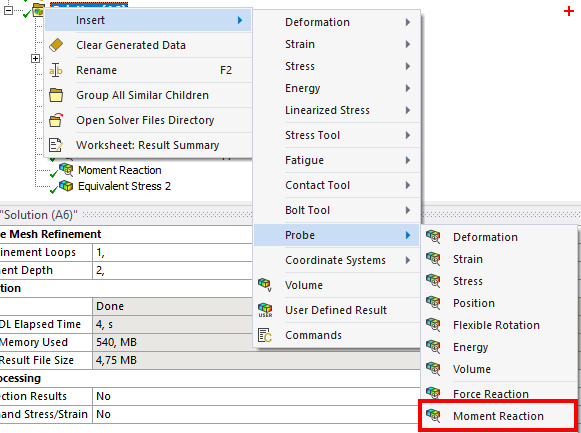 Insert
Clear Generated Data
Rename F2
Group All Similar Children
Open Solver Files Directory
Worksheet: Result Summary
Moment Reaction
Equivalent Stress 2
Deformation
Strain
Stress
Energy
Linearized Stress
Stress Tool
Fatigue
Contact Tool
Bolt Tool
Probe
Coordinate Systems
Volume
User Defined Result
Commands
Deformation
Strain
Stress
Position
Flexible Rotation
Energy
Volume
Force Reaction
Moment Reaction
"Solution (A6)"
e Mesh Refinement
inement Loops 1,
ment Depth 2,
tion
Done
DL Elapsed Time 4, s
Memory Used 540, MB
Result File Size 4,75 MB
rocessing
ection Results No
and Stress/Strain No